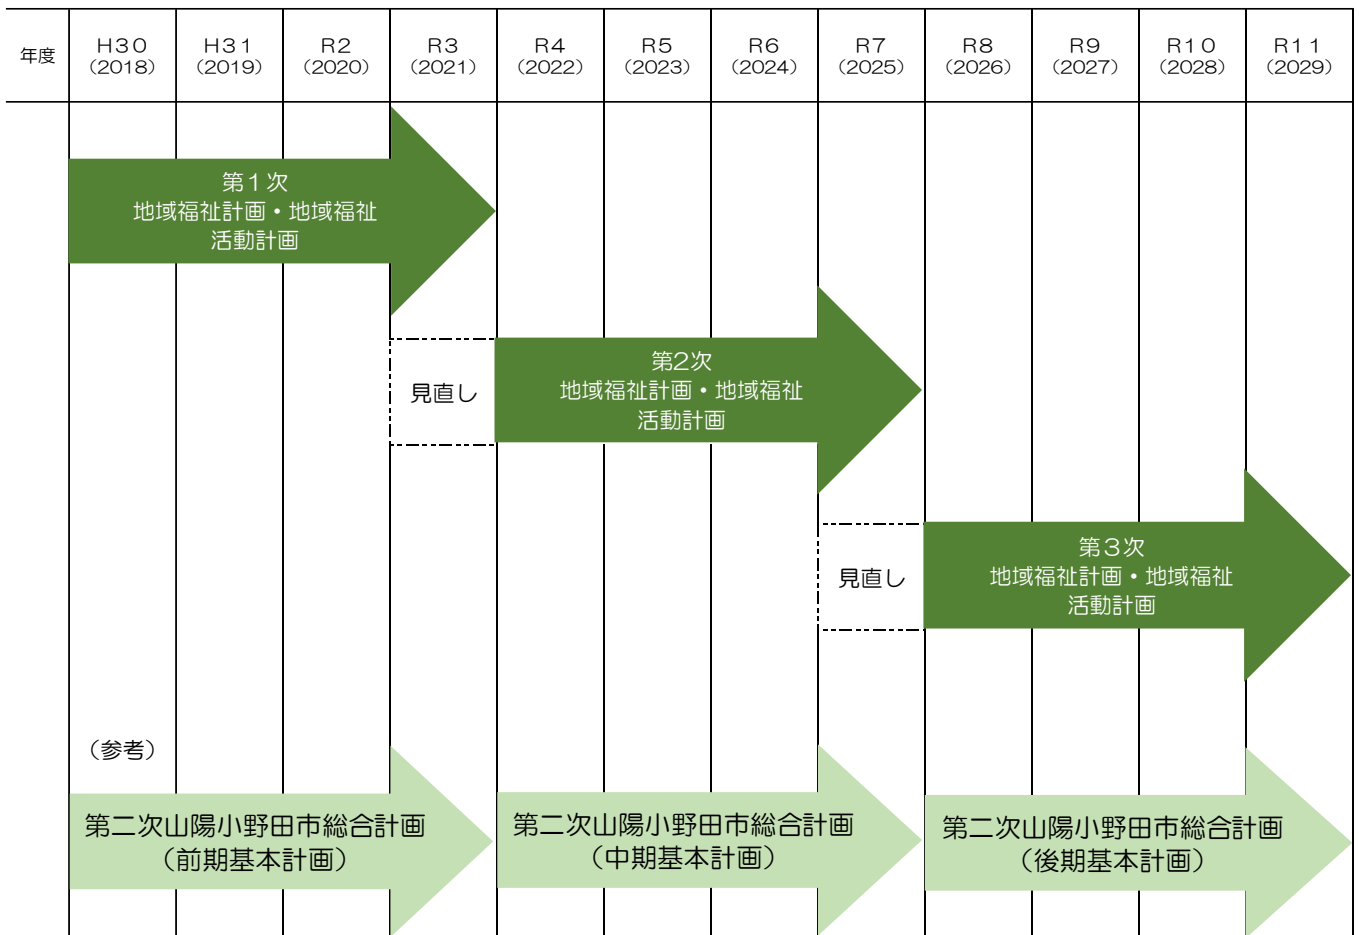 年度
H30
（2018）
H31
（2019）
R2
（2020）
R3
（2021）
R4
（2022）
R5
（2023）
R6
（2024）
R7
（2025）
R8
（2026）
R9
（2027）
R10
（2028）
R11
（2029）
第１次
地域福祉計画・地域福祉
活動計画
見直し
第2次
地域福祉計画・地域福祉
活動計画
見直し
第３次
地域福祉計画・地域福祉
活動計画
（参考）
第二次山陽小野田市総合計画
（前期基本計画）
第二次山陽小野田市総合計画
（中期基本計画）
第二次山陽小野田市総合計画
（後期基本計画）